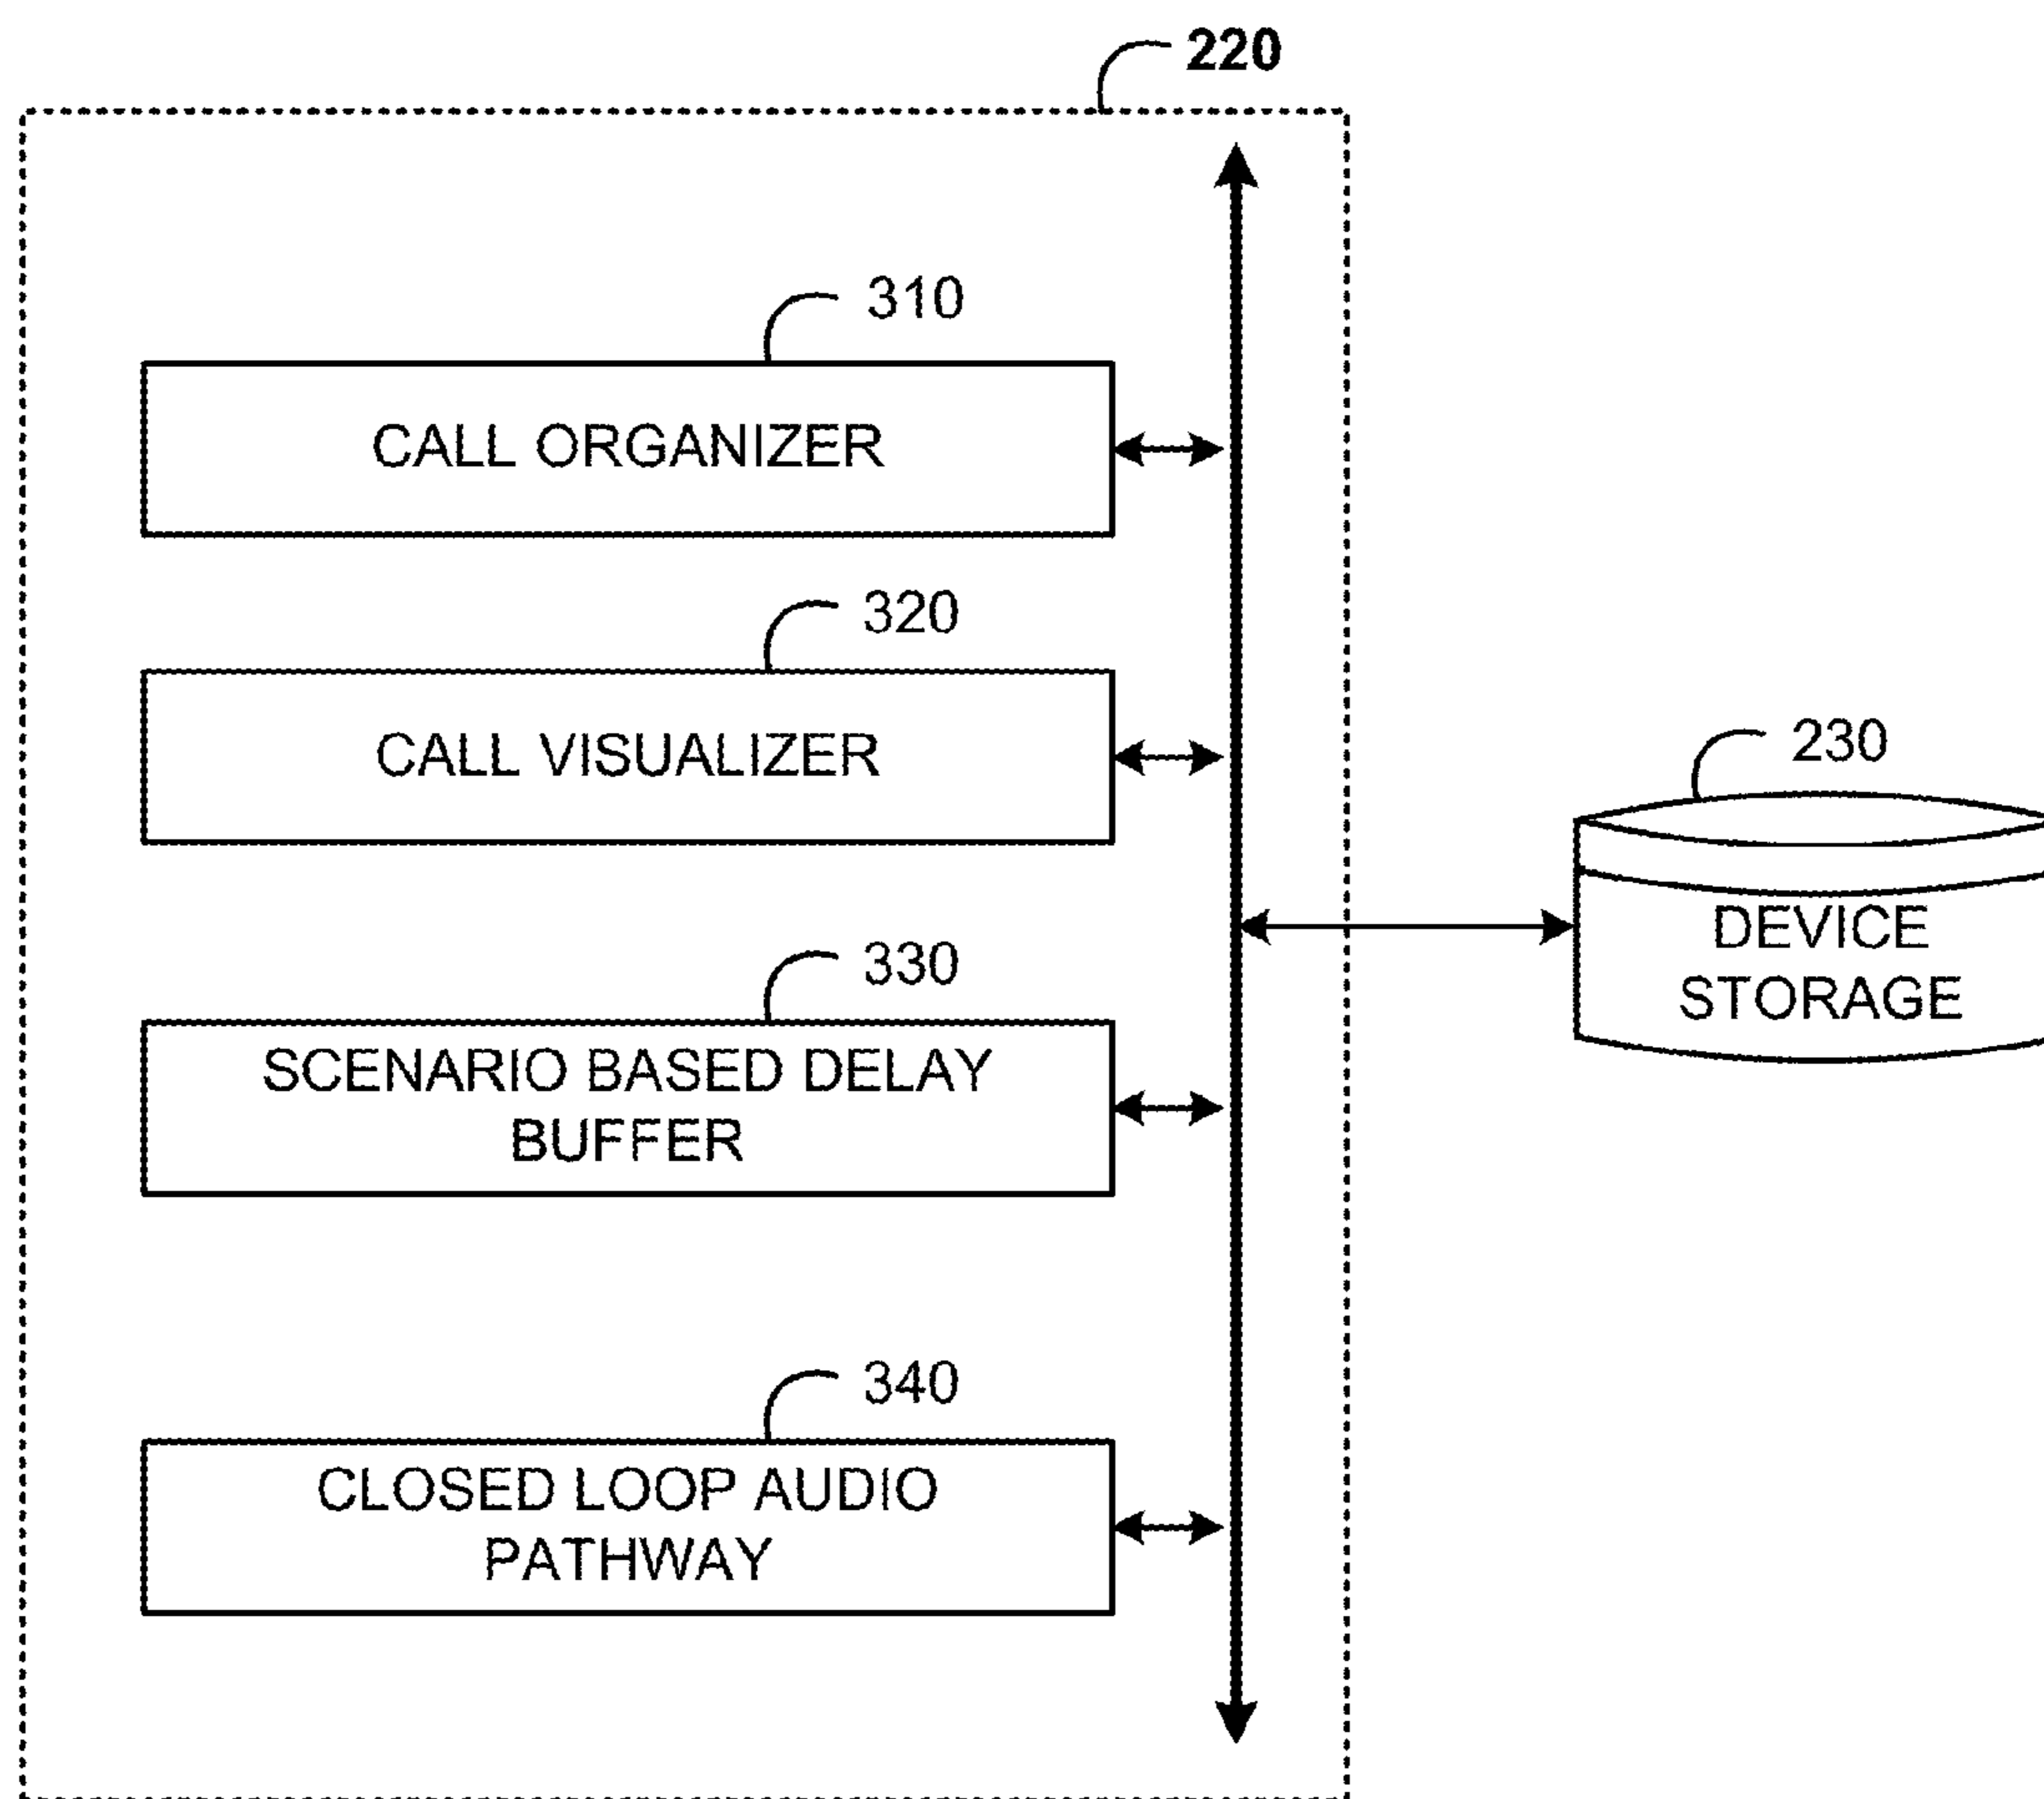 220
310
CALL ORGANIZER
320
CALL VISUALIZER
230
DEVICE
STORAGE
330
SCENARIO BASED DELAY
BUFFER
340
CLOSED LOOP AUDIO
PATHWAY